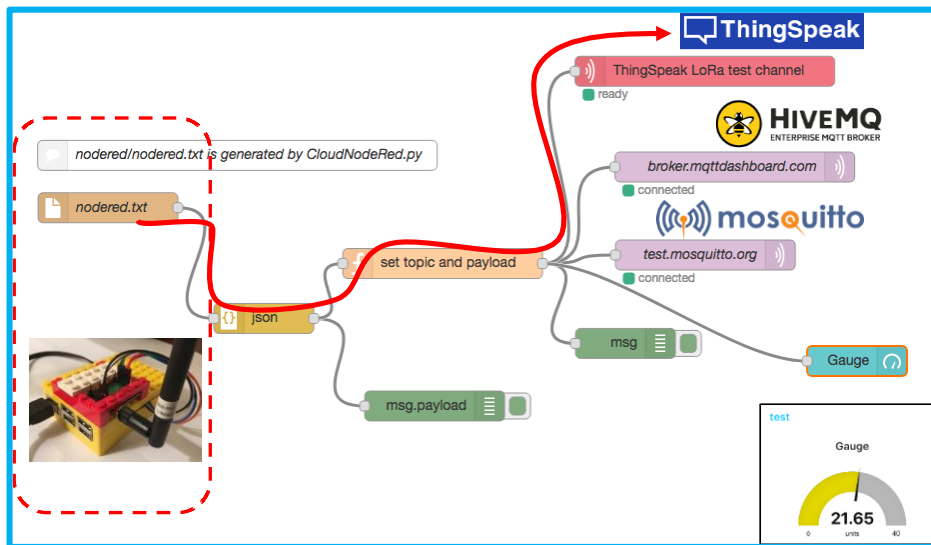 ThingSpeak
ThingSpeak LoRa test channel
ready
HIVEMQ
ENTERPRISE MQTT BROKER
nodered/nodered.txt is generated by CloudNodeRed.py
broker.mqttdashboard.com
connected
nodered.txt
mosquitto
set topic and payload
test.mosquitto.org
connected
{} json
msg
Gauge
msg.payload
test
Gauge
21.65
0 units 40